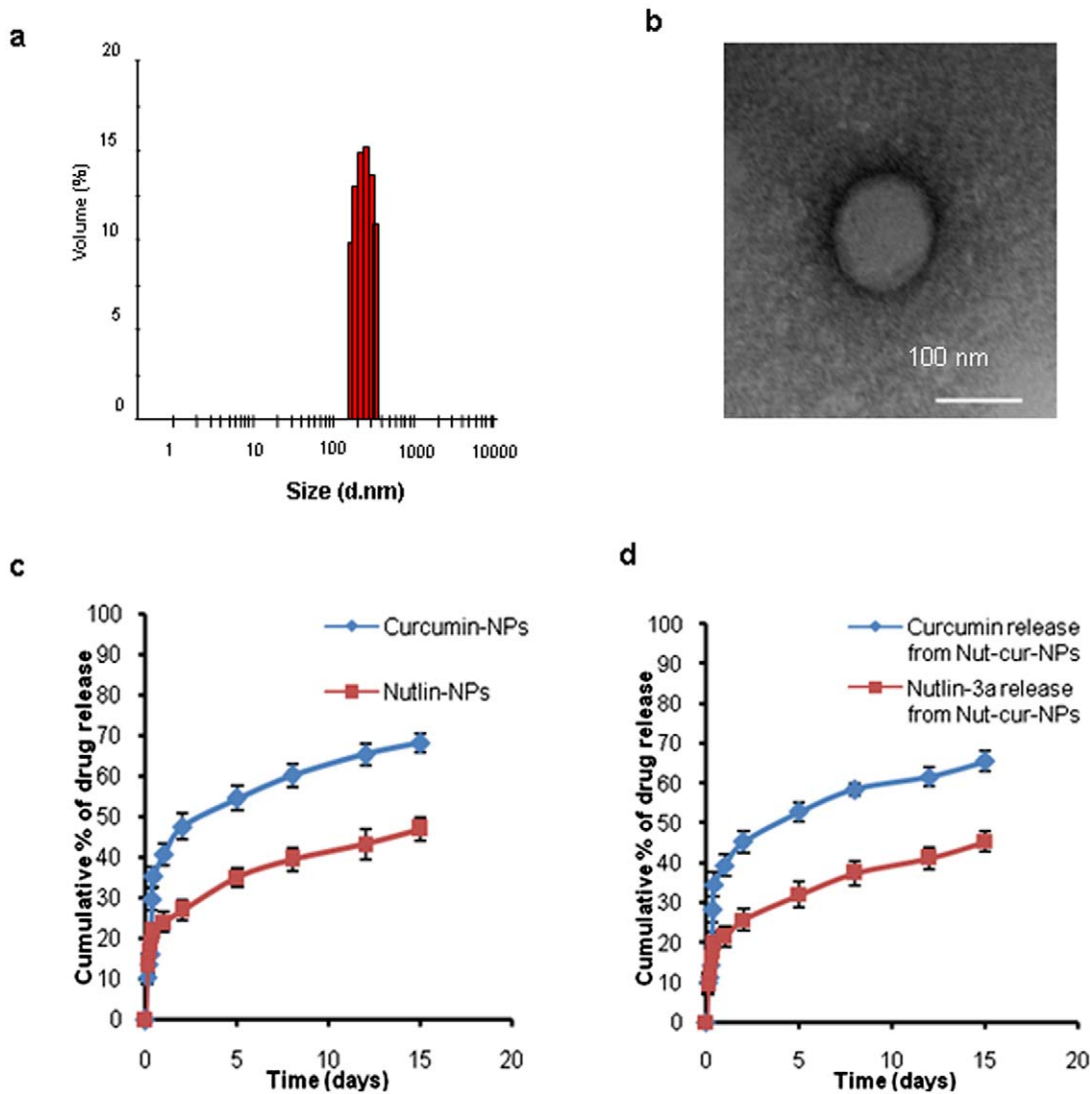 a
20
15
10
5
0
Volume (%)
1 10 100 1000 10000
Size (d.nm)
b
100 nm
c
100
90
80
70
60
50
40
30
20
10
0
Cumulative % of drug release
Curcumin-NPs
Nutlin-NPs
0 5 10 15 20
Time (days)
d
100
90
80
70
60
50
40
30
20
10
0
Cumulative % of drug release
Curcumin release
from Nut-cur-NPs
Nutlin-3a release
from Nut-cur-NPs
0 5 10 15 20
Time (days)